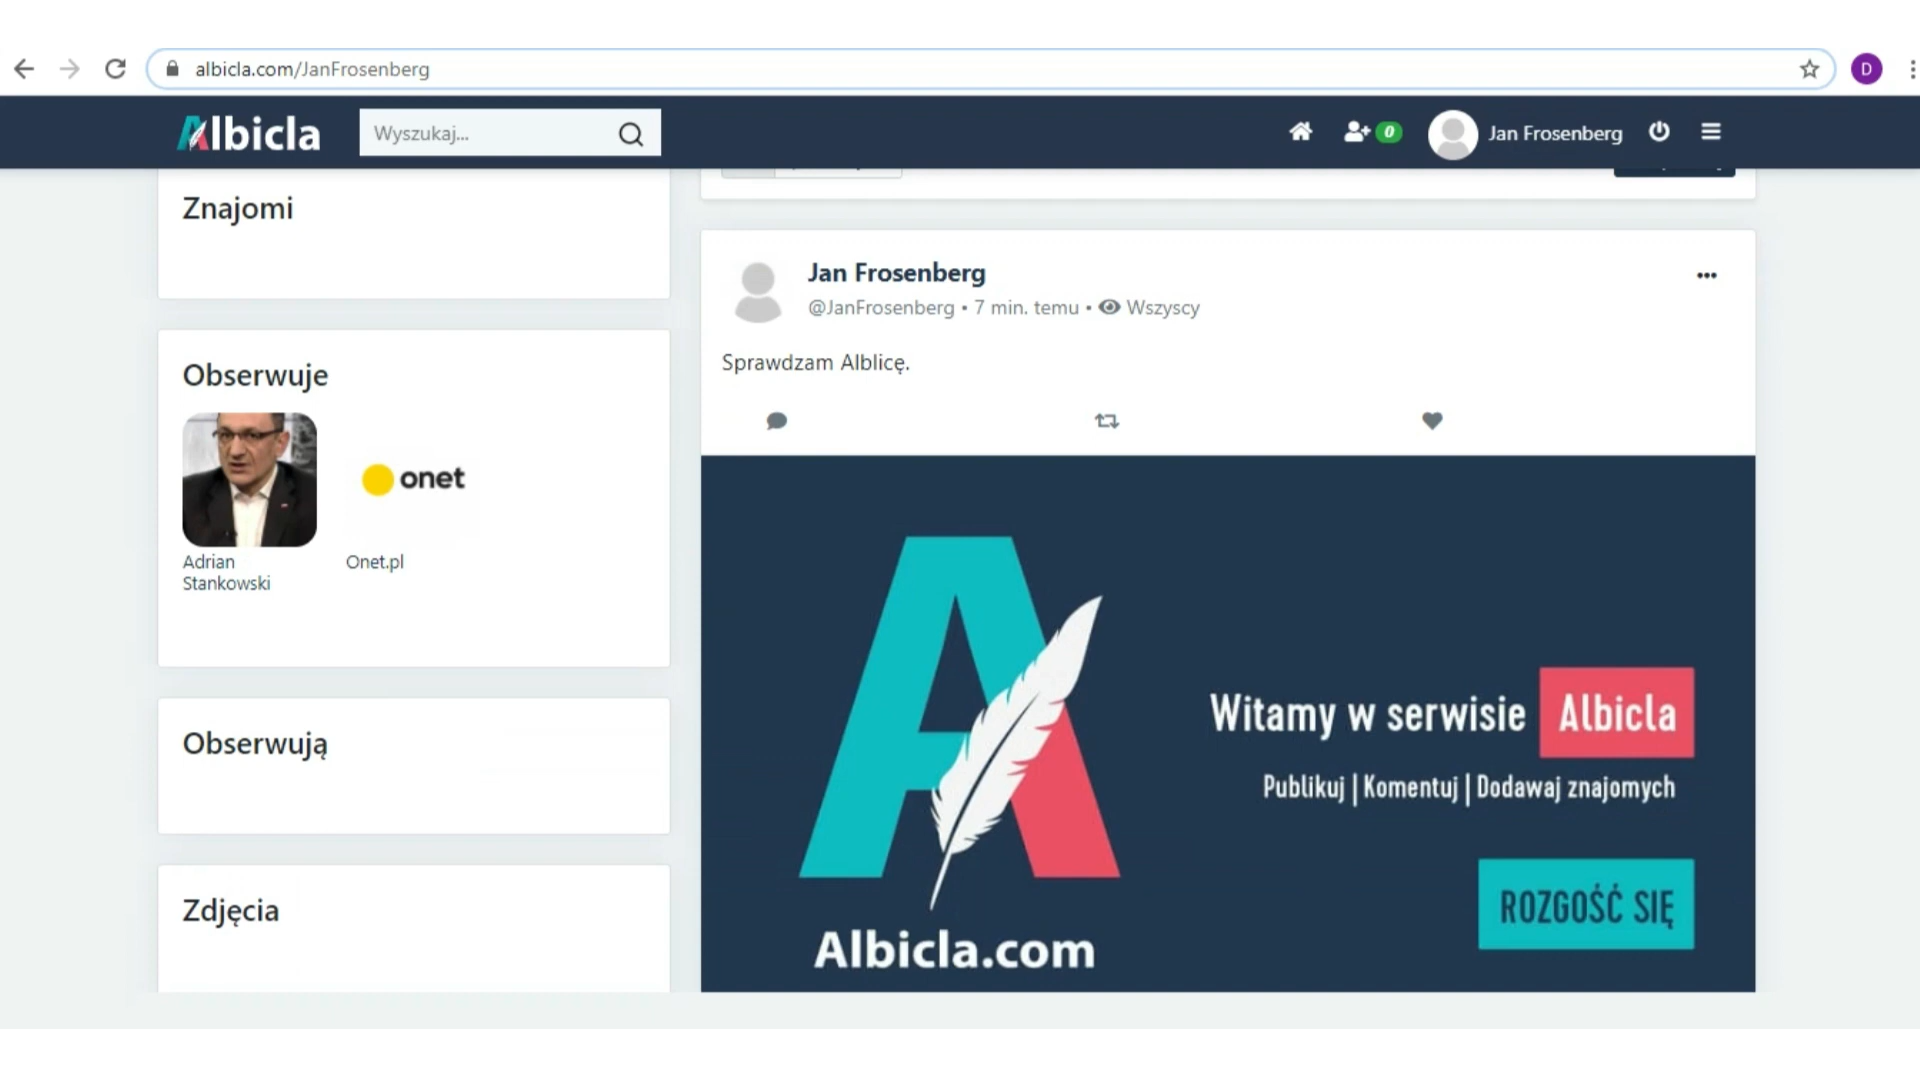 albicla.com/JanFrosenberg
D
Albicla
Wyszukaj...
0
Jan Frosenberg
Znajomi
Obserwuje
onet
Adrian
Stankowski
Onet.pl
Obserwują
Zdjęcia
Jan Frosenberg
@JanFrosenberg • 7 min. temu • Wszyscy
Sprawdzam Alblicę.
Witamy w serwisie Albicla
Publikuj | Komentuj | Dodawaj znajomych
ROZGOŚĆ SIĘ
Albicla.com